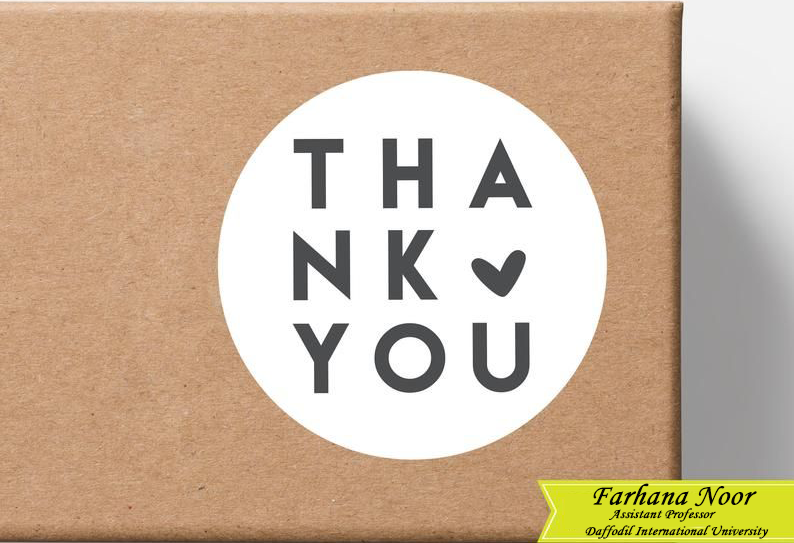 THA
NK
YOU
Farhana Noor
Assistant Professor
Daffodil International University